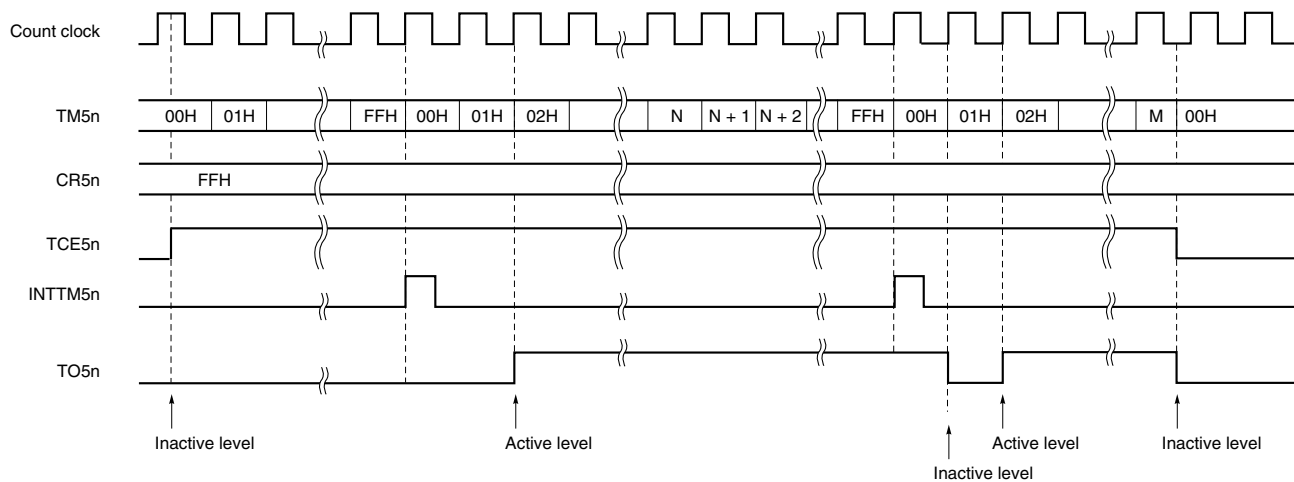 Count clock
TM5n 00H 01H FFH 00H 01H 02H N N + 1 N + 2 FFH 00H 01H 02H M 00H
CR5n FFH
TCE5n
INTTM5n
TO5n
Inactive level Active level Active level Inactive level
Inactive level